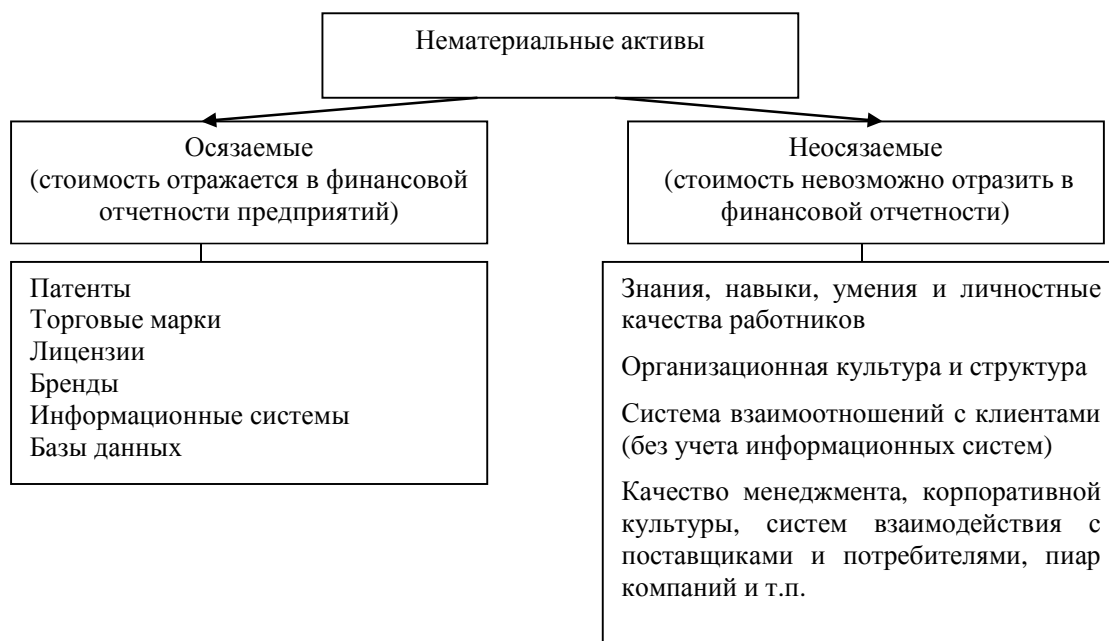 Нематериальные активы
Осязаемые
(стоимость отражается в финансовой
отчетности предприятий)
Неосязаемые
(стоимость невозможно отразить в
финансовой отчетности)
Патенты
Торговые марки
Лицензии
Бренды
Информационные системы
Базы данных
Знания, навыки, умения и личностные
качества работников
Организационная культура и структура
Система взаимоотношений с клиентами
(без учета информационных систем)
Качество менеджмента, корпоративной
культуры, систем взаимодействия с
поставщиками и потребителями, пиар
компаний и т.п.